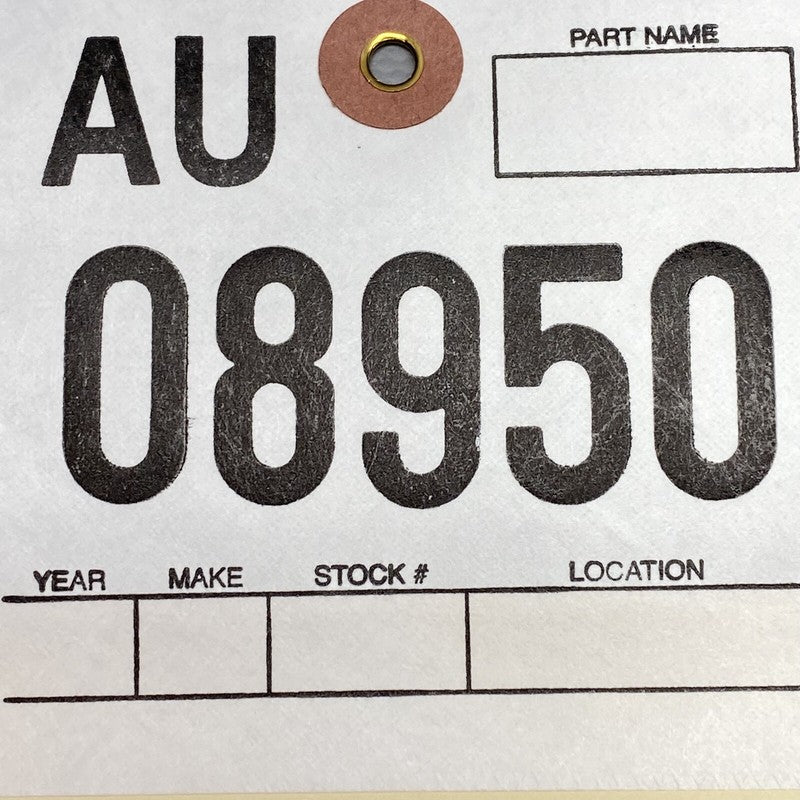 AU
PART NAME
08950
YEAR MAKE STOCK # LOCATION